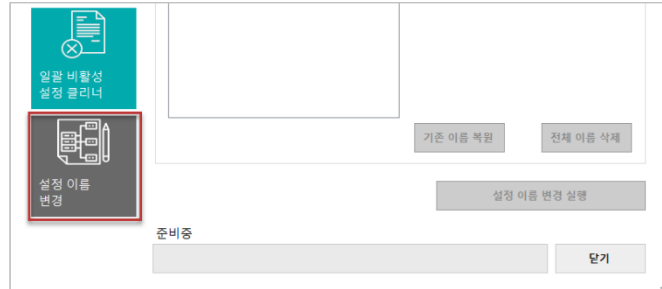 일괄 비활성
설정 클리너
기존 이름 복원
전체 이름 삭제
설정 이름
변경
설정 이름 변경 실행
준비중
닫기